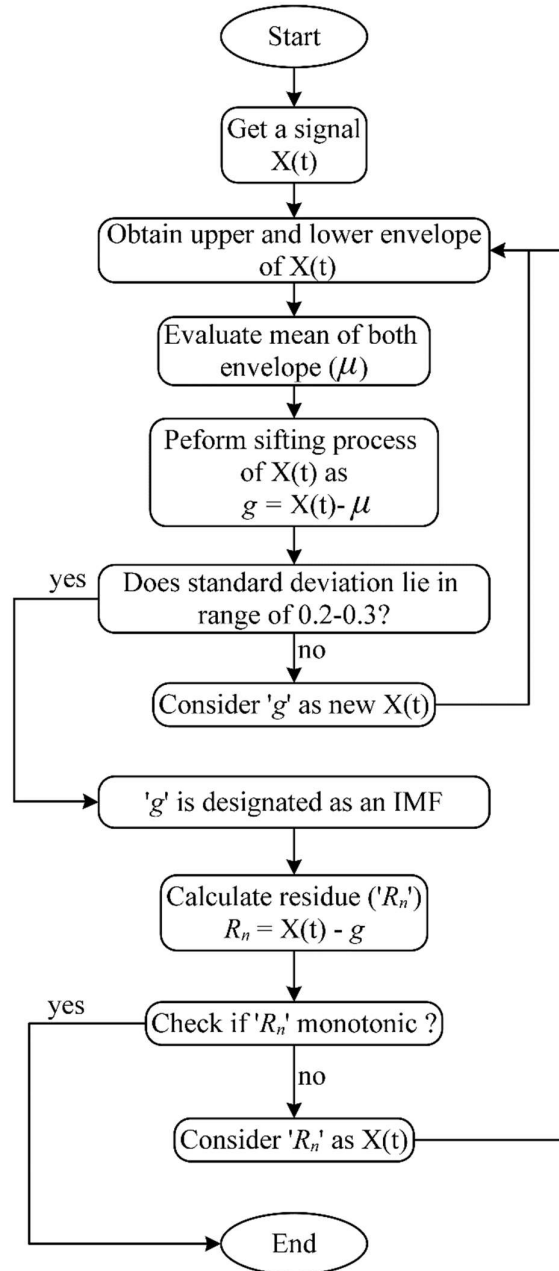 Start
Get a signal
X(t)
Obtain upper and lower envelope
of X(t)
Evaluate mean of both
envelope (μ)
Peform sifting process
of X(t) as
g = X(t)- μ
yes
Does standard deviation lie in
range of 0.2-0.3?
no
Consider 'g' as new X(t)
'g' is designated as an IMF
Calculate residue ('Rn')
Rn = X(t) - g
yes
Check if 'Rn' monotonic ?
no
Consider 'Rn' as X(t)
End